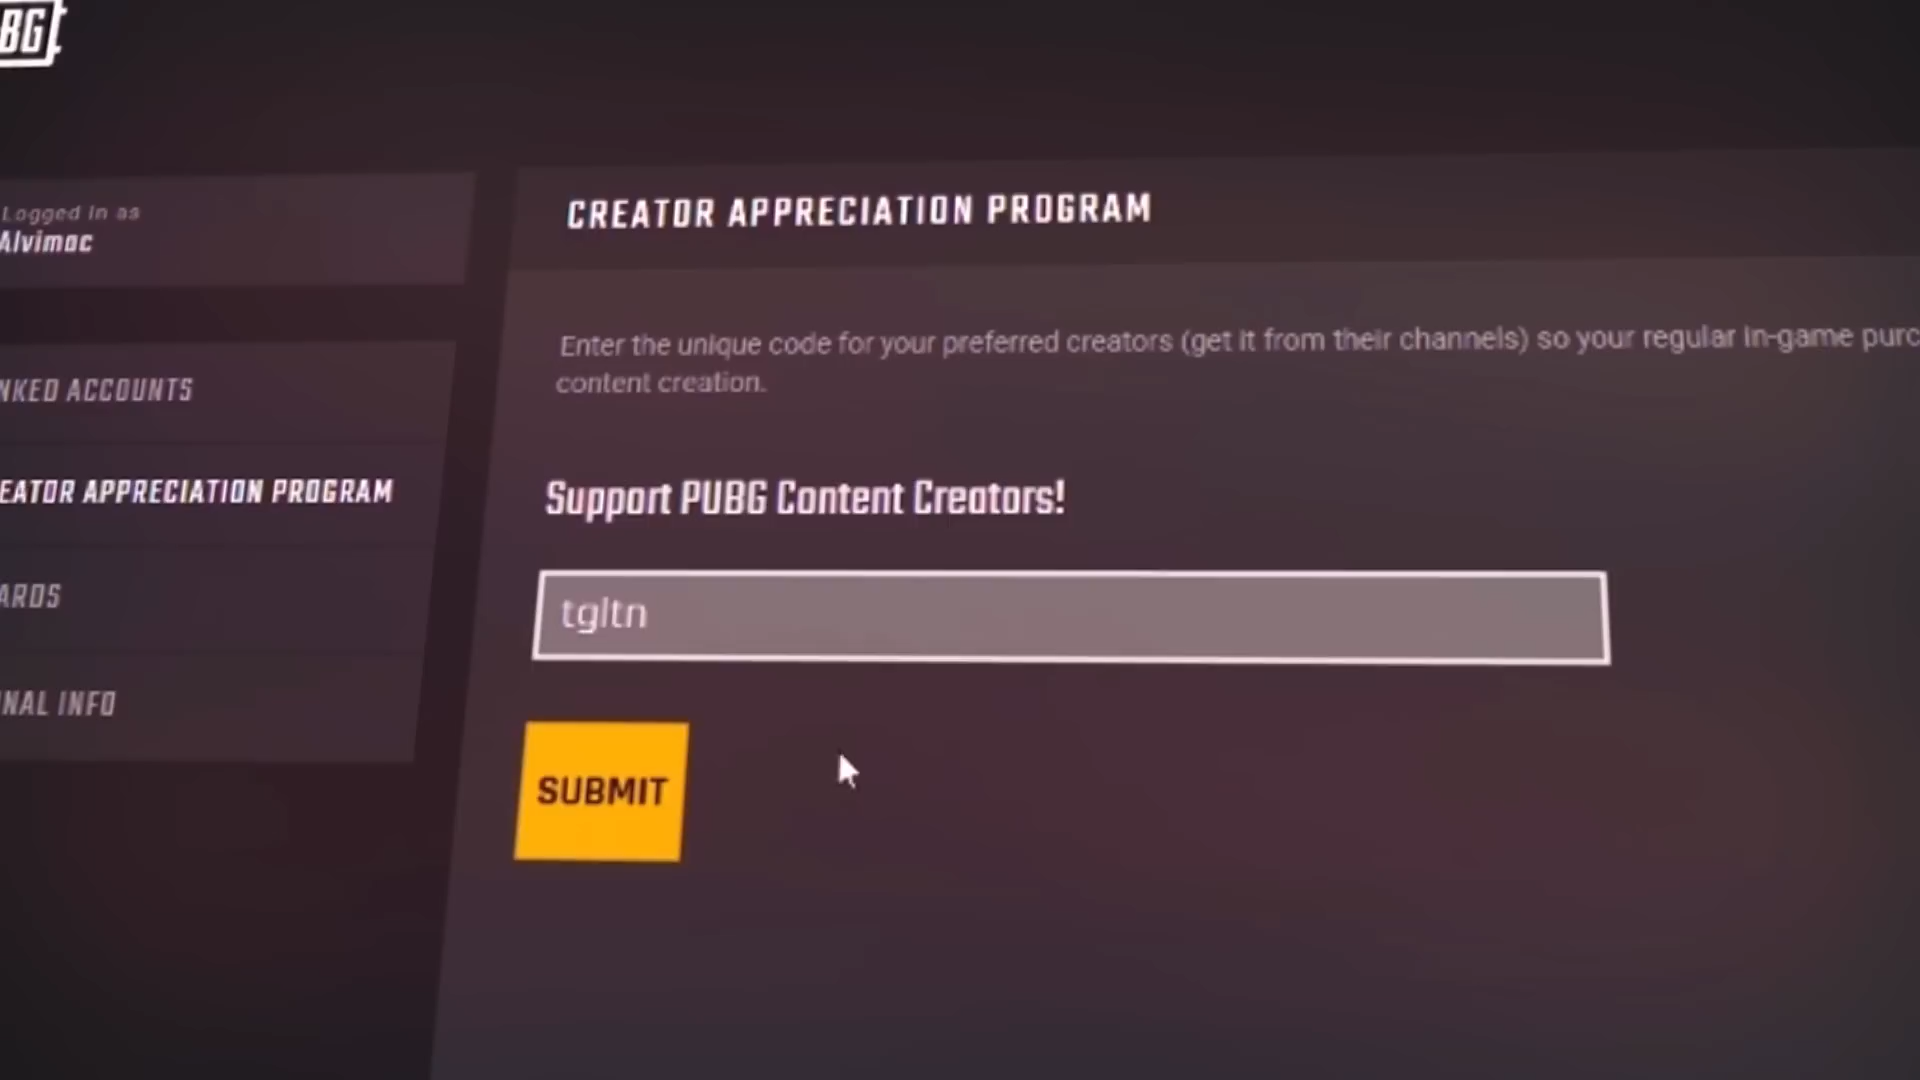 BG
Logged in as
Alvimac
NKED ACCOUNTS
EATOR APPRECIATION PROGRAM
ARDS
NAL INFO
CREATOR APPRECIATION PROGRAM
Enter the unique code for your preferred creators (get it from their channels) so your regular in-game purc
content creation.
Support PUBG Content Creators!
tgltn
SUBMIT